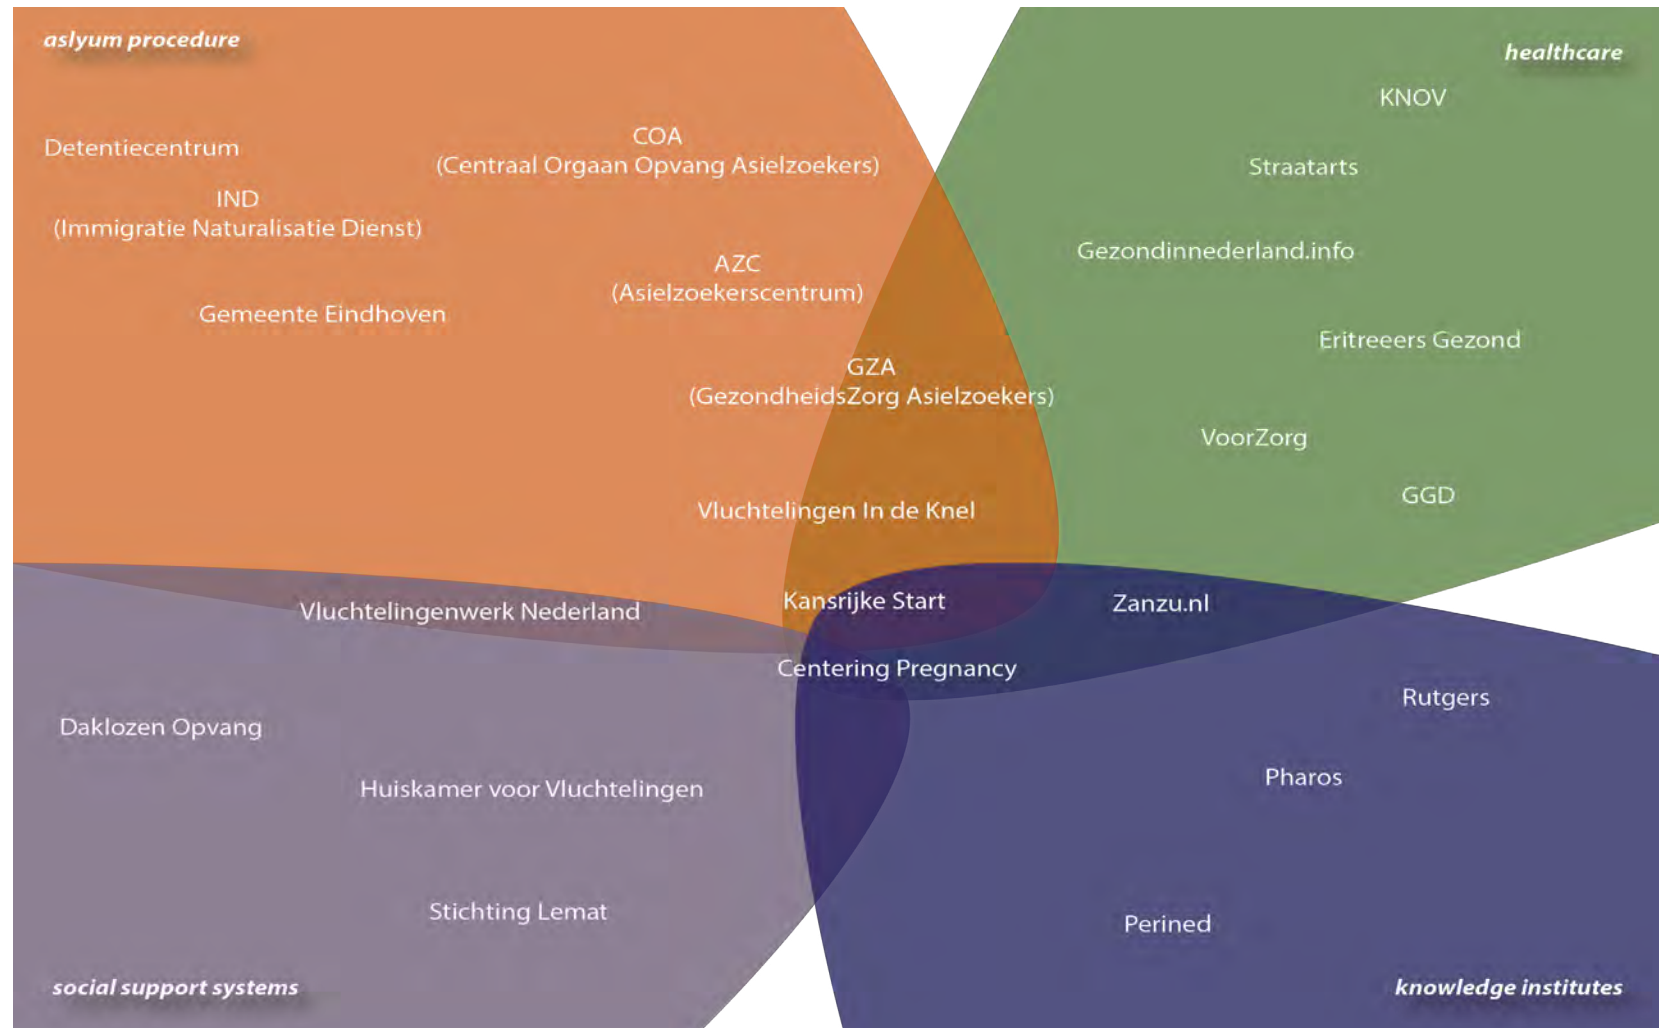 aslyum procedure
Detentiecentrum
IND
(Immigratie Naturalisatie Dienst)
Gemeente Eindhoven
COA
(Centraal Orgaan Opvang Asielzoekers)
AZC
(Asielzoekerscentrum)
GZA
(GezondheidsZorg Asielzoekers)
Vluchtelingen In de Knel
healthcare
KNOV
Straatarts
Gezondinnederland.info
Eritreeers Gezond
VoorZorg
GGD
Vluchtelingenwerk Nederland
Kansrijke Start
Zanzu.nl
Centering Pregnancy
Daklozen Opvang
Huiskamer voor Vluchtelingen
Stichting Lemat
social support systems
Rutgers
Pharos
Perined
knowledge institutes